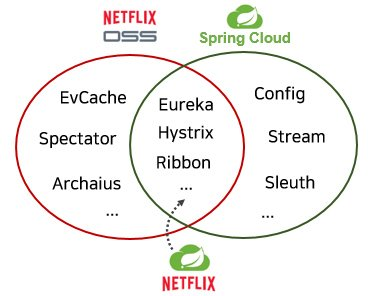 NETFLIX
OSS
Spring Cloud
EvCache
Spectator
Archaius
...
Eureka
Hystrix
Ribbon
...
Config
Stream
Sleuth
...
NETFLIX